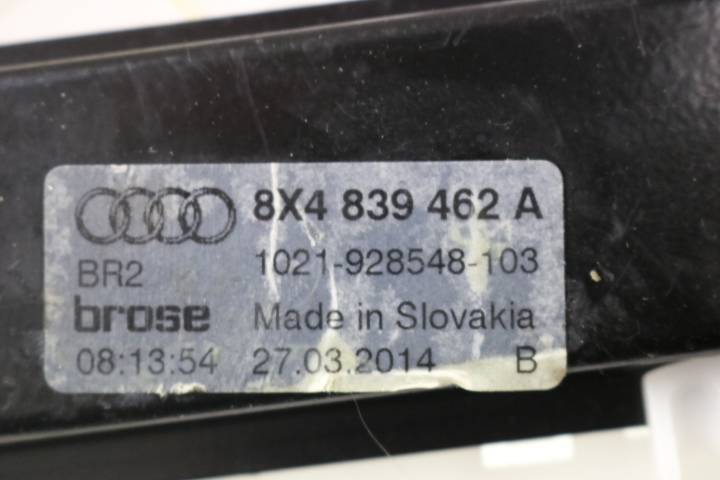 8X4 839 462 A
1021-928548-103
BR2
brose Made in Slovakia
08:13:54 27.03.2014 B